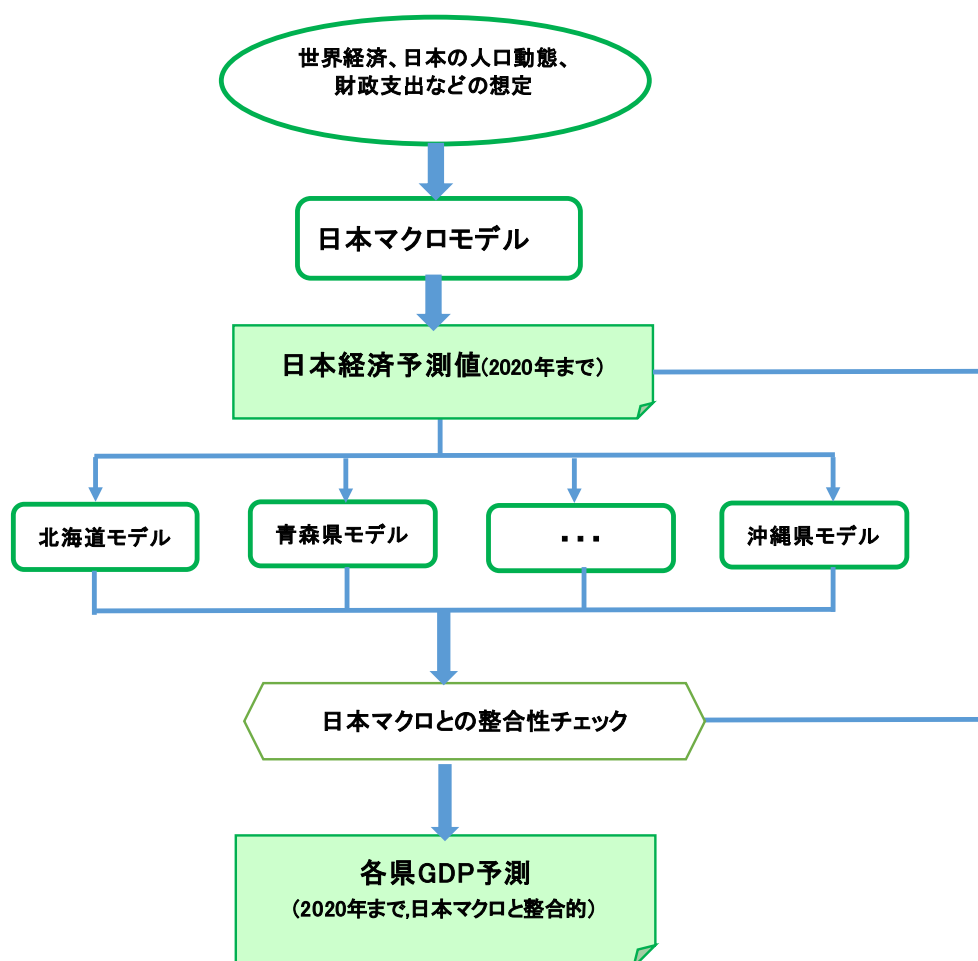 世界経済、日本の人口動態、
財政支出などの想定
日本マクロモデル
日本経済予測値(2020年まで)
北海道モデル
青森県モデル
・・・
沖縄県モデル
日本マクロとの整合性チェック
各県GDP予測
(2020年まで,日本マクロと整合的)